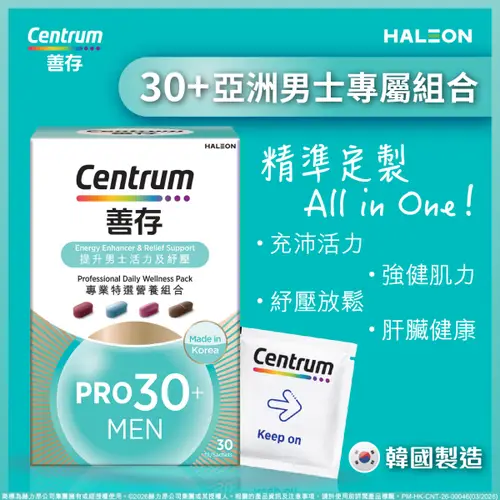 Centrum
善存
HALEON
30+亞洲男士專屬組合
精準定製
All in One!
·充沛活力
·強健肌力
·紓壓放鬆
·肝臟健康
HALEON
Centrum
善存
Energy Enhancer & Relief Support
提升男士活力及紓壓
Professional Daily Wellness Pack
專業特選營養組合
Made in
Korea
PRO30+
MEN
30
Centrum
Keep on
韓國製造